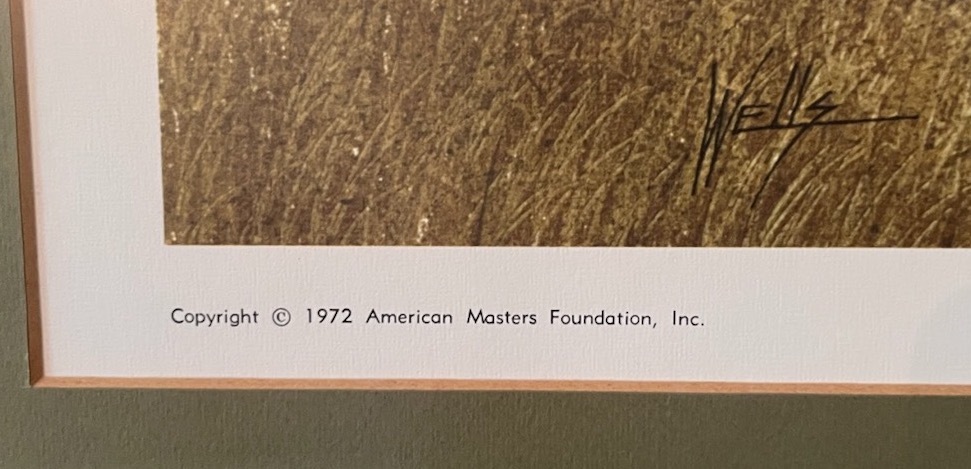 Wells
Copyright © 1972 American Masters Foundation, Inc.